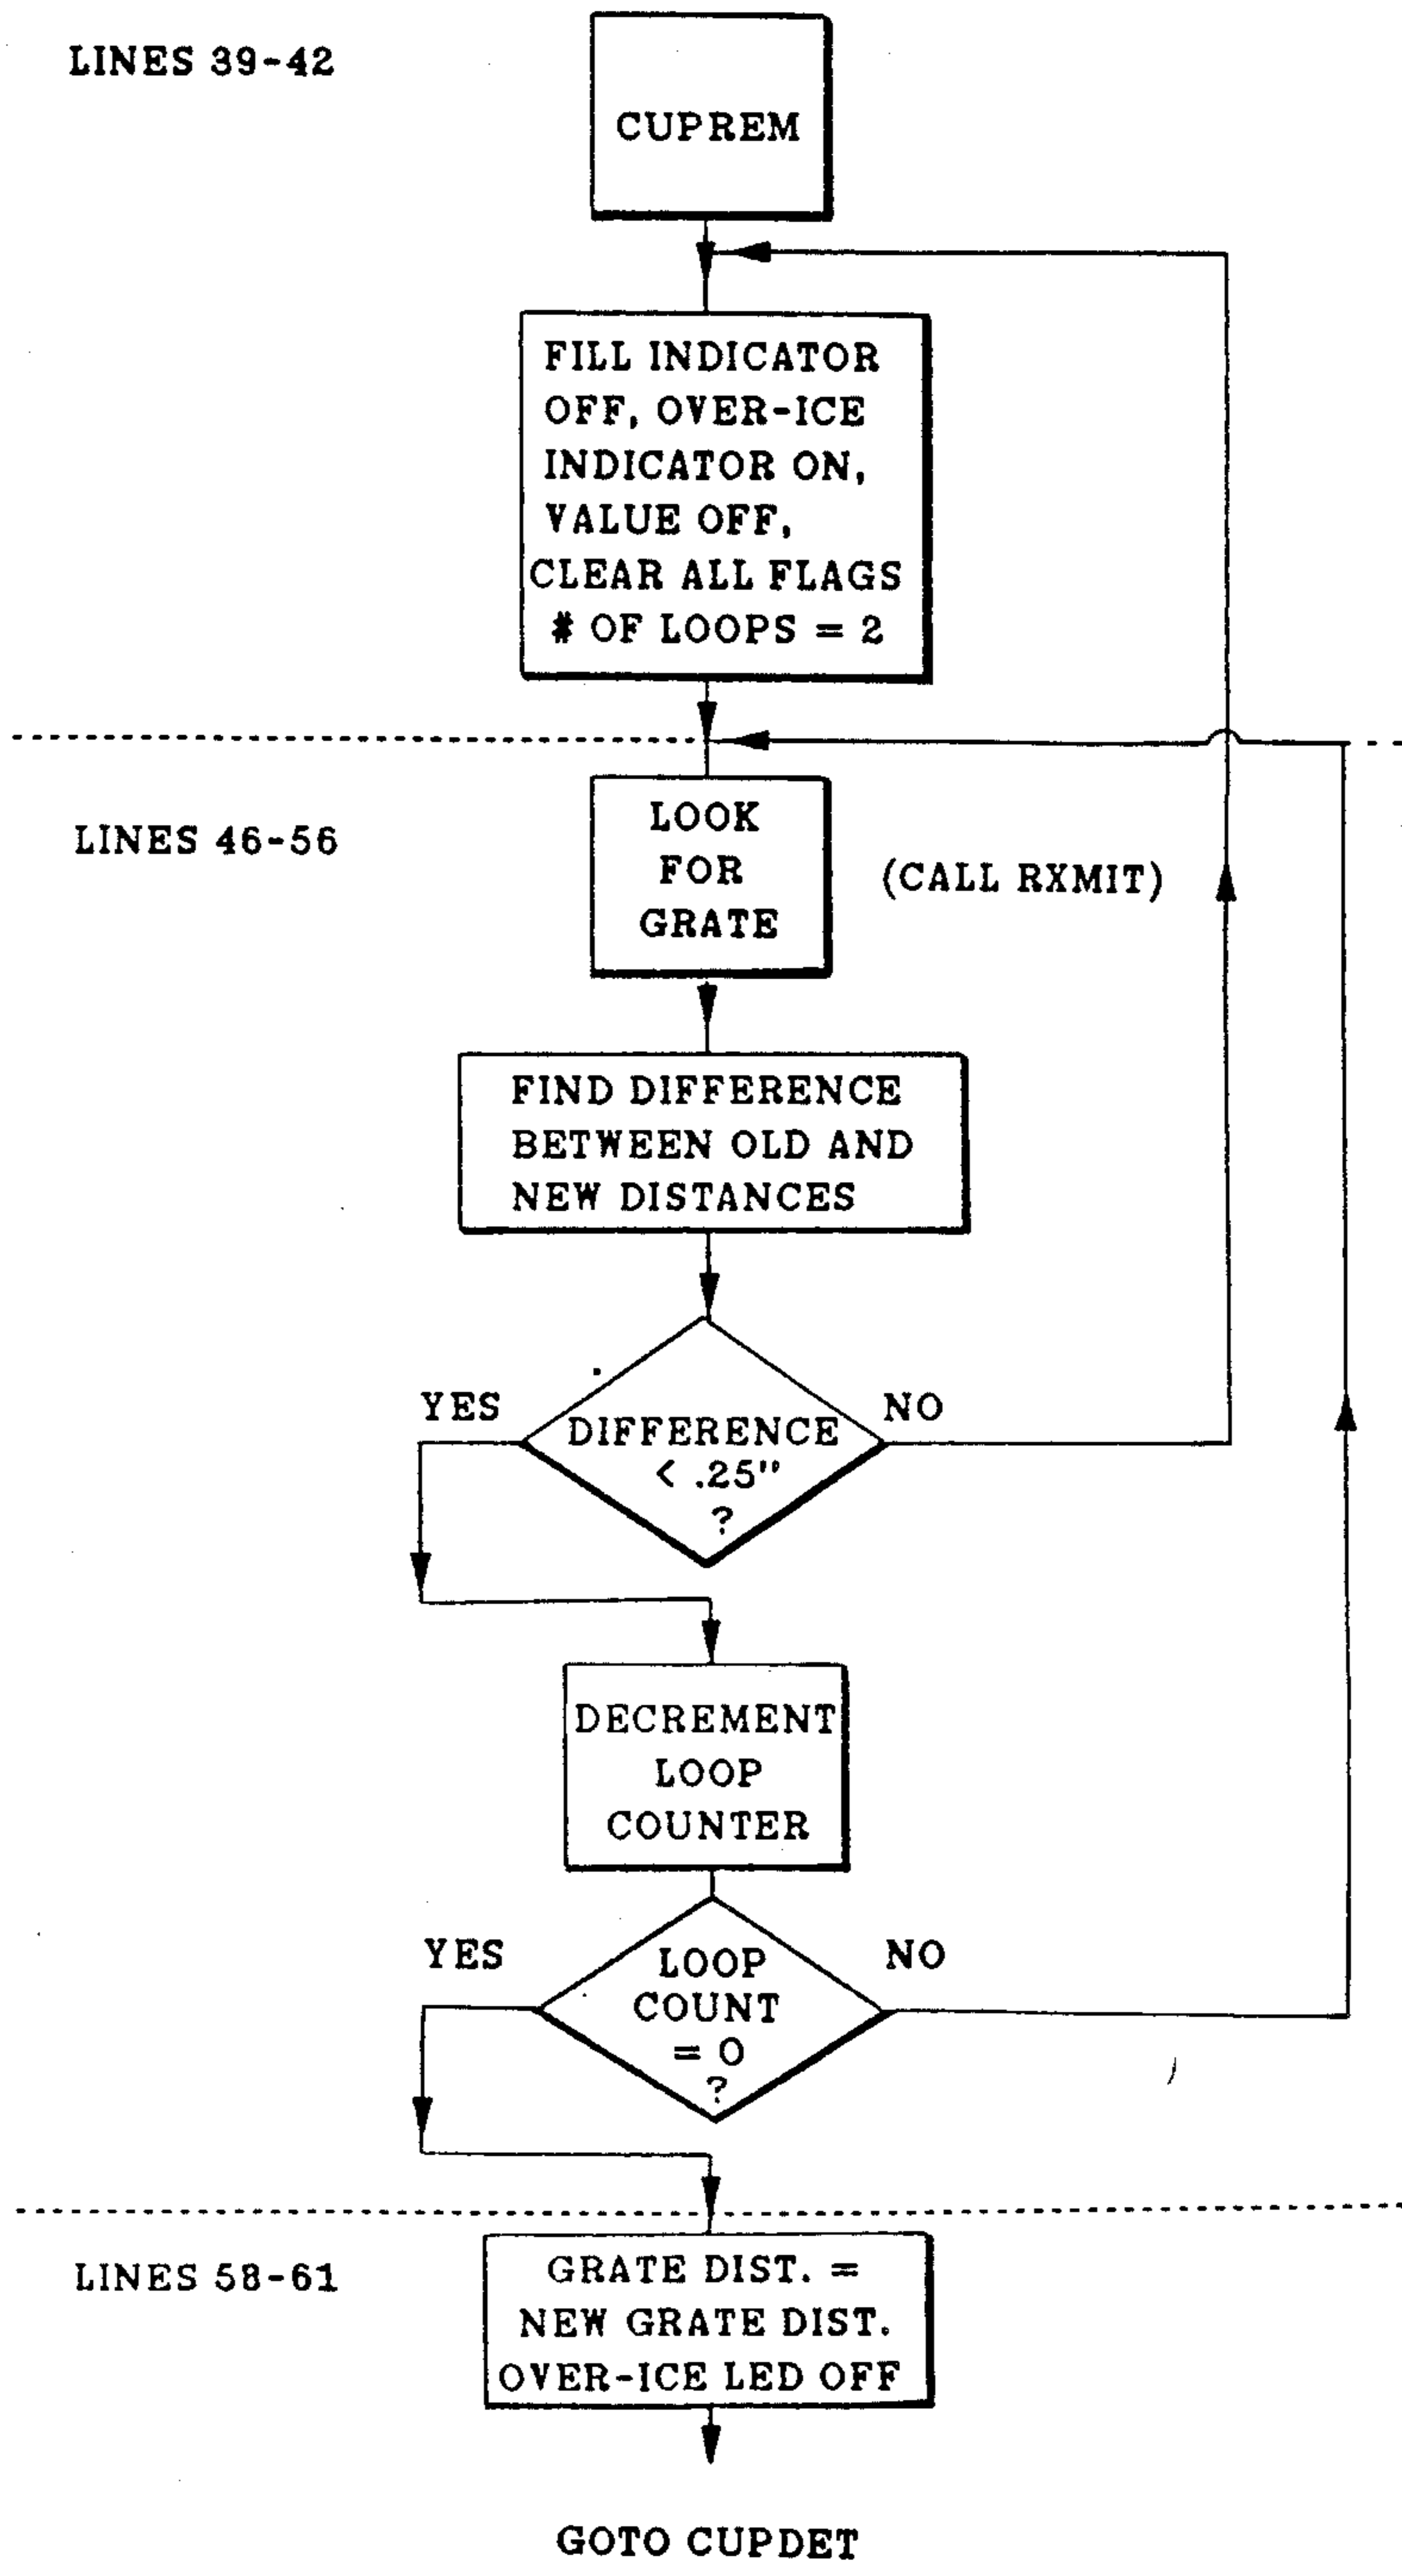 LINES 39-42
CUPREM
FILL INDICATOR
OFF, OVER-ICE
INDICATOR ON,
VALUE OFF,
CLEAR ALL FLAGS
# OF LOOPS = 2
LINES 46-56
LOOK
FOR
GRATE
(CALL RXMIT)
FIND DIFFERENCE
BETWEEN OLD AND
NEW DISTANCES
YES
NO
DIFFERENCE
< .25"
?
DECREMENT
LOOP
COUNTER
YES
NO
LOOP
COUNT
= 0
?
LINES 58-61
GRATE DIST. =
NEW GRATE DIST.
OVER-ICE LED OFF
GOTO CUPDET